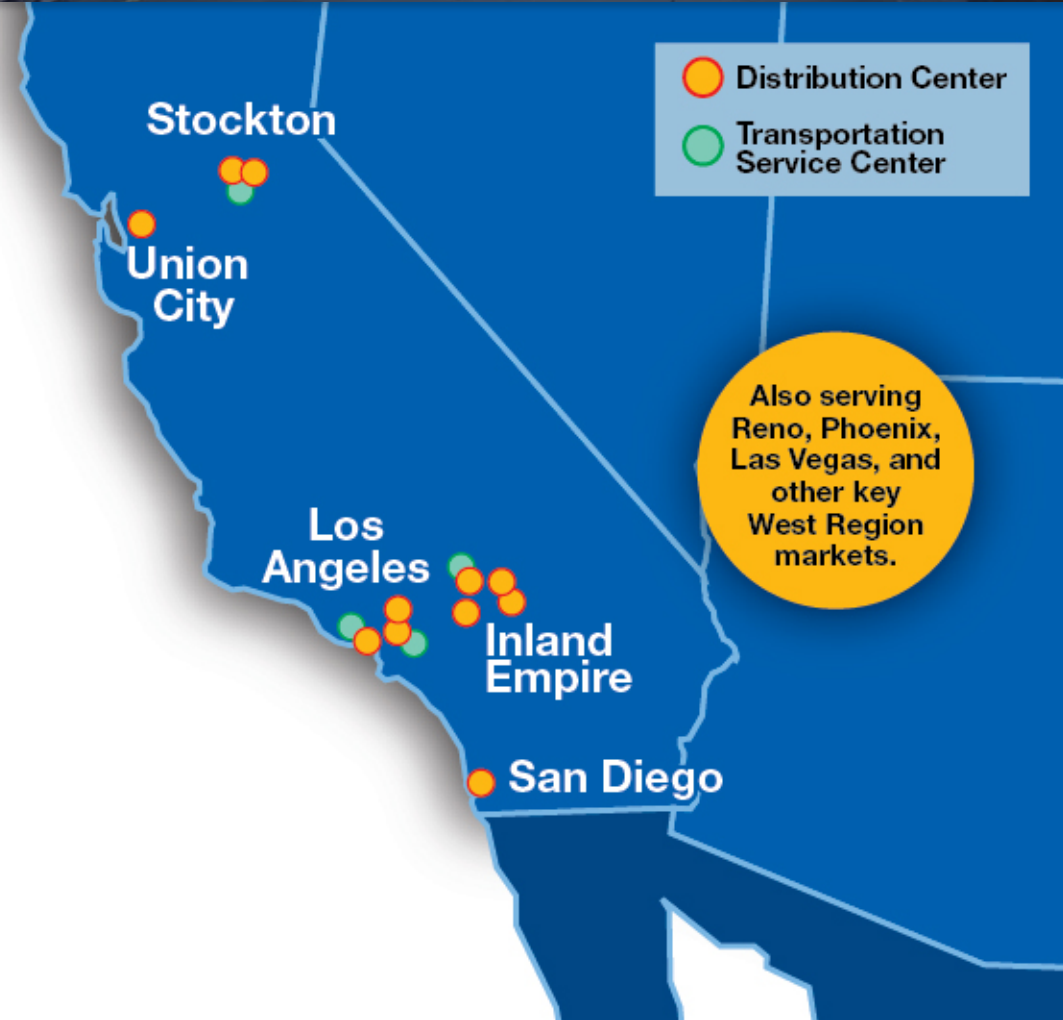 Distribution Center
Transportation
Service Center
Stockton
Union
City
Also serving
Reno, Phoenix,
Las Vegas, and
other key
West Region
markets.
Los
Angeles
Inland
Empire
San Diego